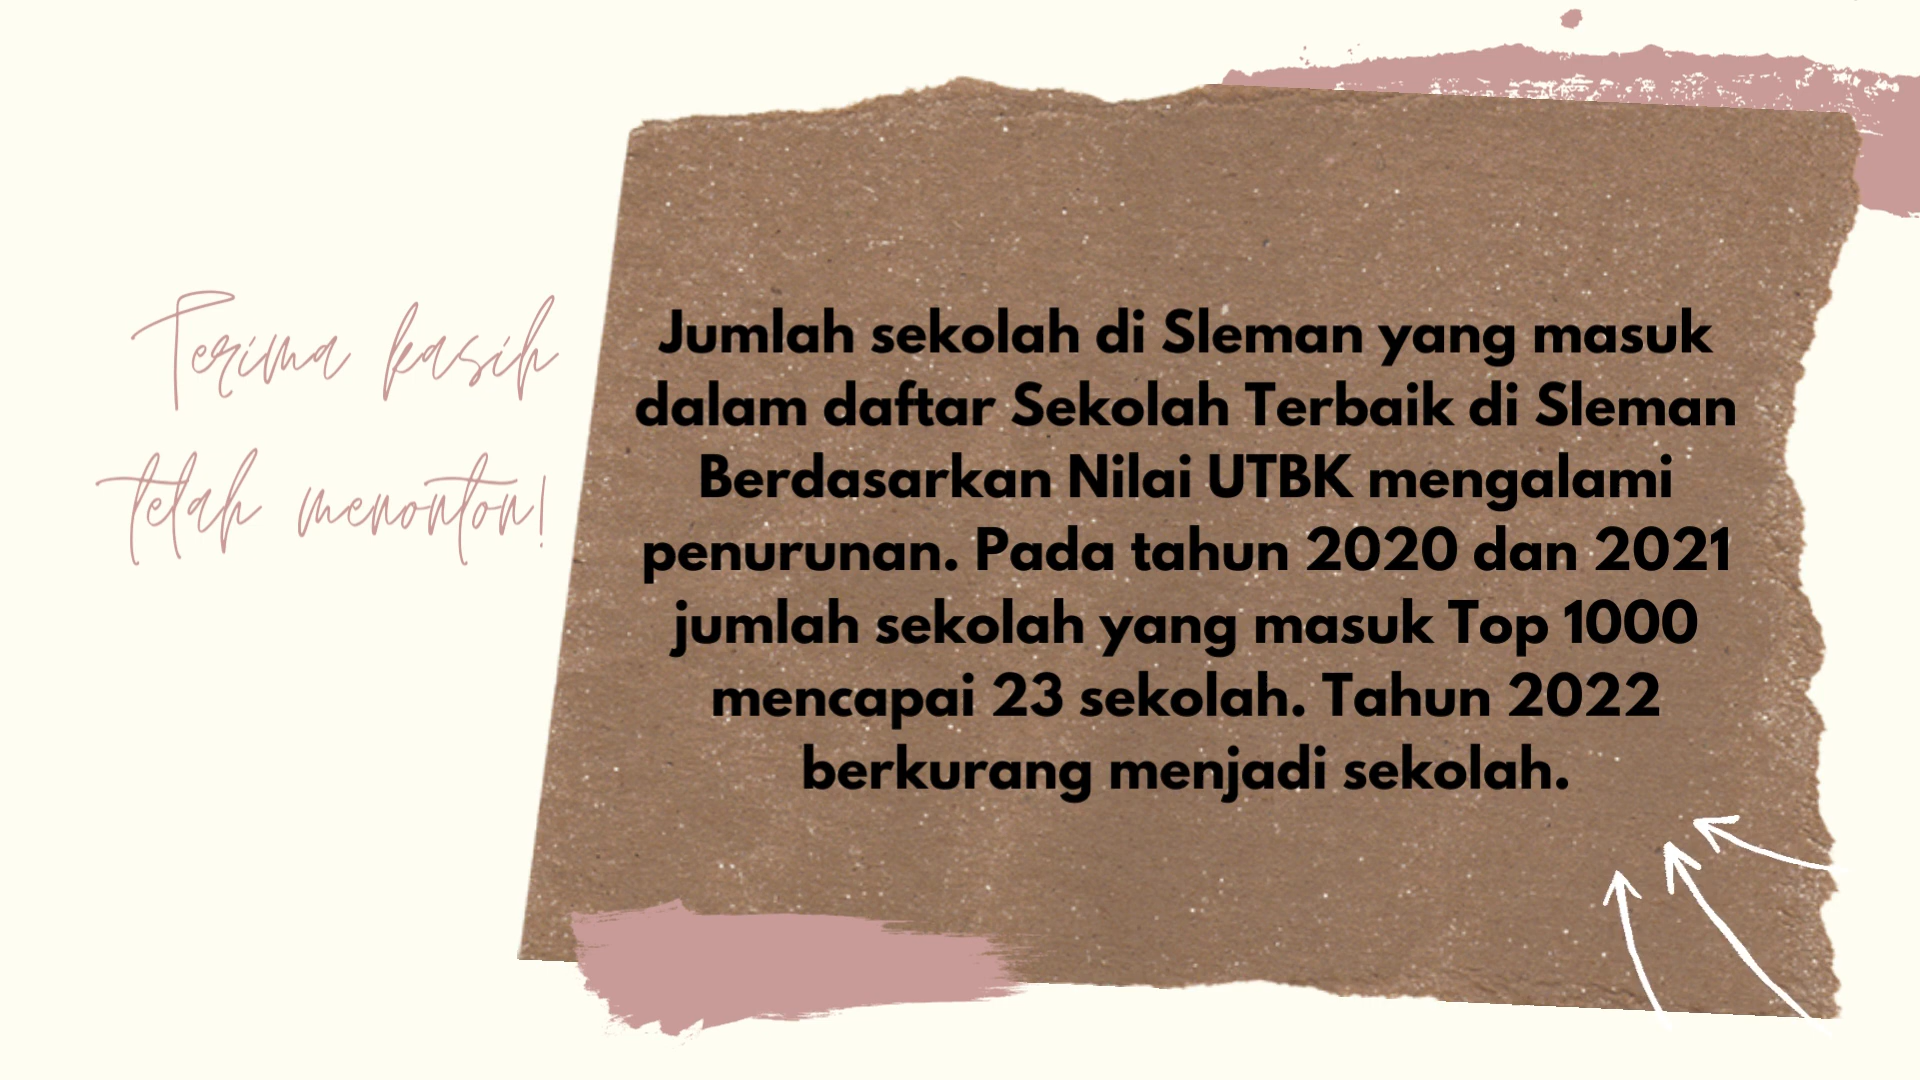 Terima kasih
telah menonton!
Jumlah sekolah di Sleman yang masuk
dalam daftar Sekolah Terbaik di Sleman
Berdasarkan Nilai UTBK mengalami
penurunan. Pada tahun 2020 dan 2021
jumlah sekolah yang masuk Top 1000
mencapai 23 sekolah. Tahun 2022
berkurang menjadi sekolah.